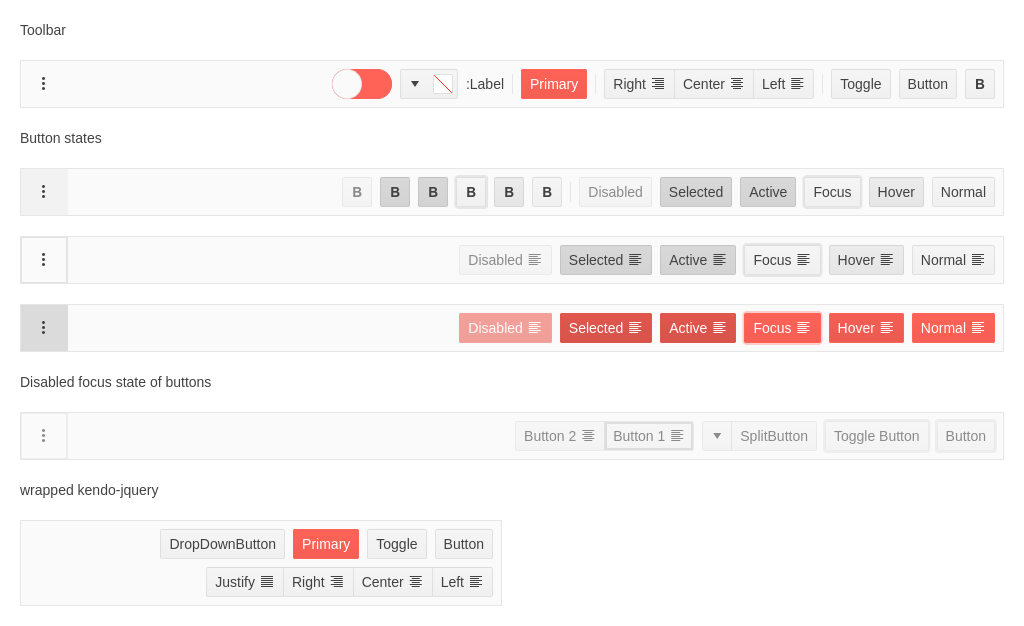 Toolbar
:Label Primary Right Center Left Toggle Button B
Button states
B B B B B B Disabled Selected Active Focus Hover Normal
Disabled Selected Active Focus Hover Normal
Disabled Selected Active Focus Hover Normal
Disabled focus state of buttons
Button 2 Button 1 SplitButton Toggle Button Button
wrapped kendo-jquery
DropDownButton Primary Toggle Button
Justify Right Center Left